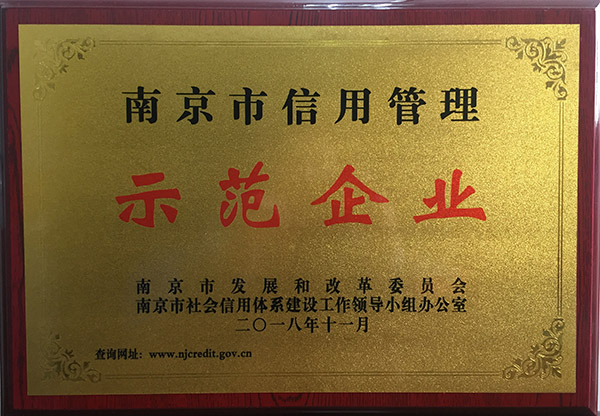 南京市信用管理
示范企业
南京市发展和改革委员会
南京市社会信用体系建设工作领导小组办公室
二〇一八年十一月
查询网址：www.njcredit.gov.cn